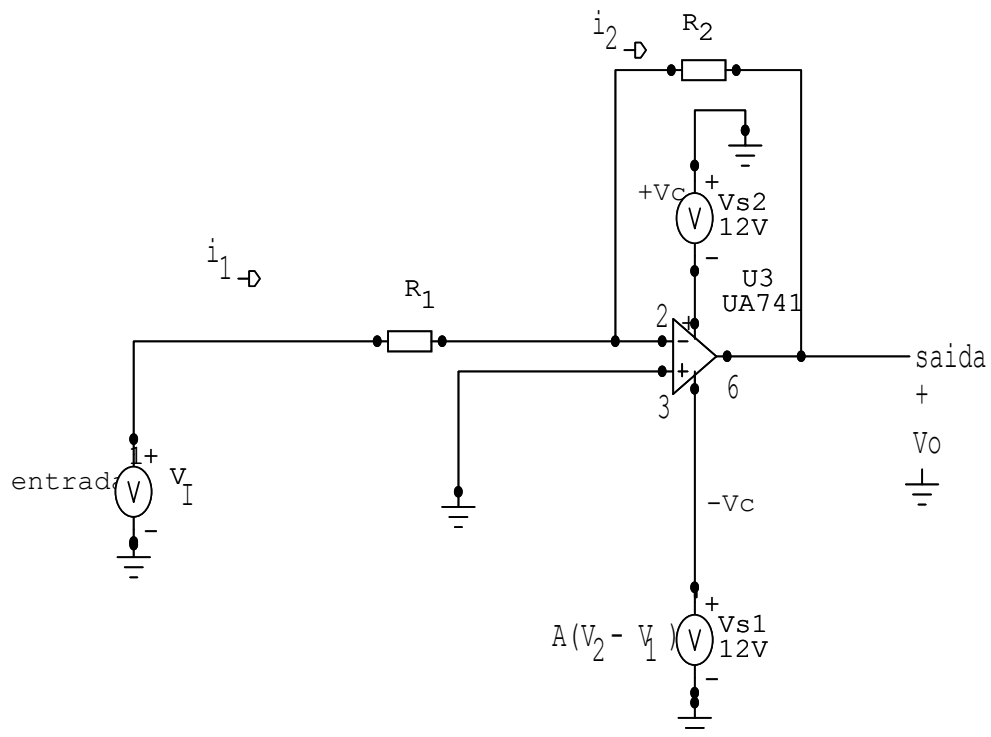 i2
R2
+
+Vc
Vs2
12V
V
−
i1
R1
U3
UA741
2
+
−
+
3
6
saida
+
Vo
1+
entrada
V
VI
−
−Vc
+
A(V2 − V1 )
V
Vs1
12V
−